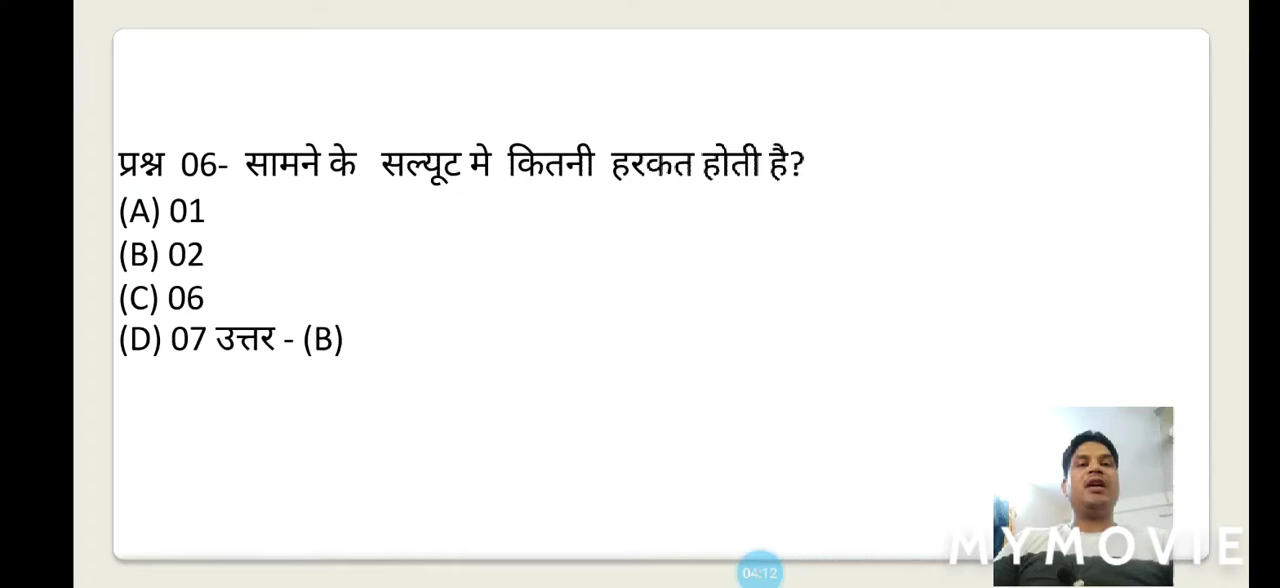 प्रश्न 06- सामने के सल्यूट मे कितनी हरकत होती है?
(A) 01
(B) 02
(C) 06
(D) 07 उत्तर - (B)
MYMOVIE
04:12